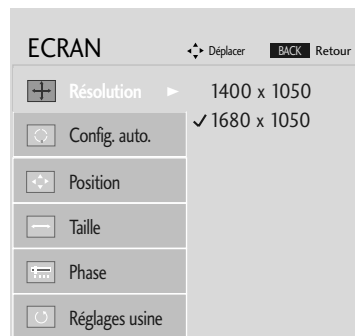 ECRAN
Déplacer BACK Retour
Résolution
1400 x 1050
1680 x 1050
Config. auto.
Position
Taille
Phase
Réglages usine